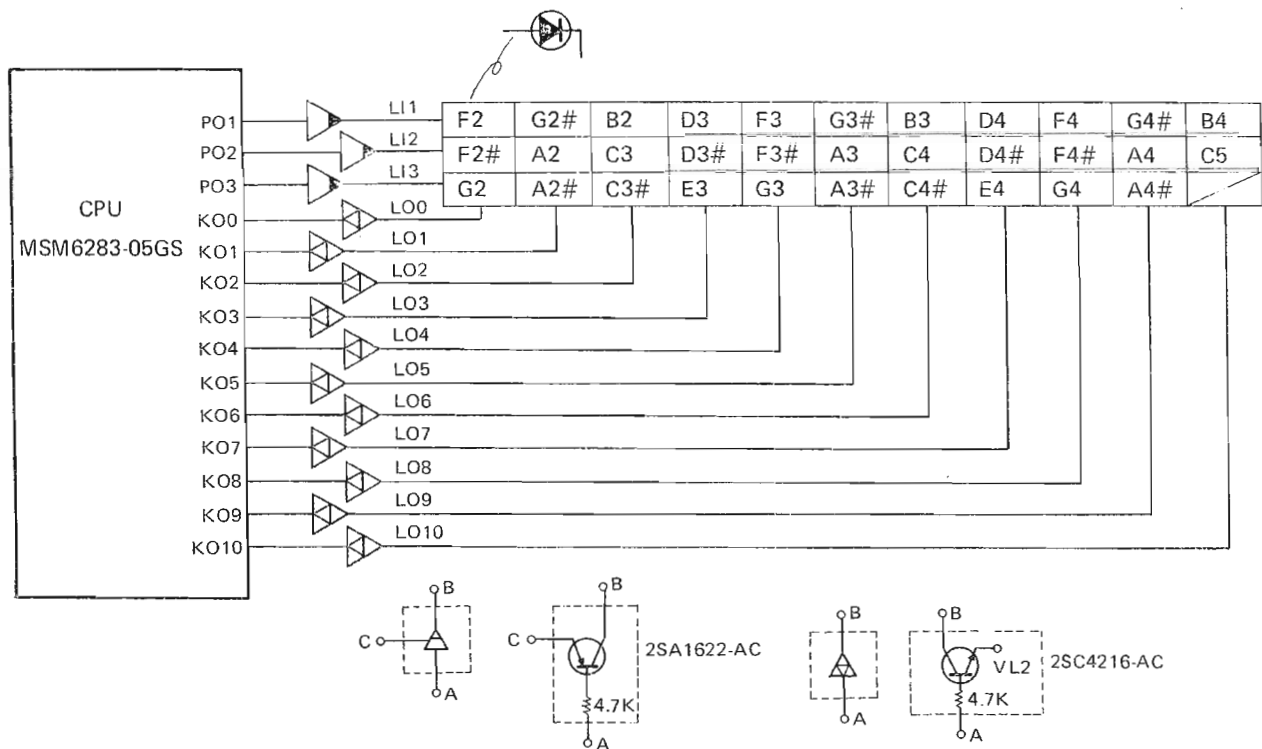 CPU
MSM6283-05GS
PO1
PO2
PO3
KO0
KO1
KO2
KO3
KO4
KO5
KO6
KO7
KO8
KO9
KO10
LI1
LI2
LI3
LO0
LO1
LO2
LO3
LO4
LO5
LO6
LO7
LO8
LO9
LO10
F2 G2# B2 D3 F3 G3# B3 D4 F4 G4# B4
F2# A2 C3 D3# F3# A3 C4 D4# F4# A4 C5
G2 A2# C3# E3 G3 A3# C4# E4 G4 A4#
B
C
A
B
C
2SA1622-AC
4.7K
A
B
A
B
VL2
2SC4216-AC
4.7K
A